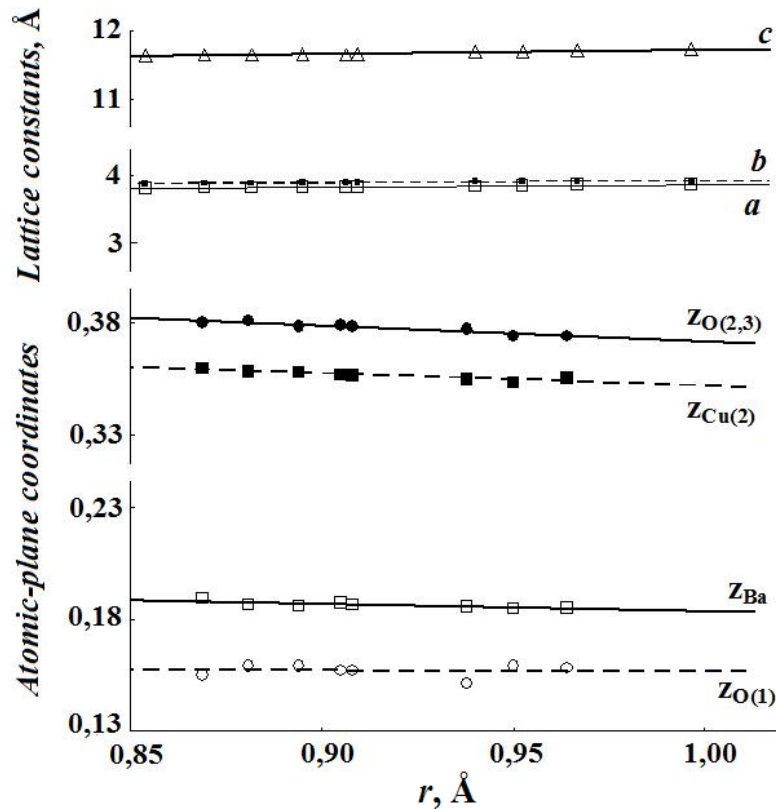 Lattice constants, Å
12
11
c
4
3
b
a
Atomic-plane coordinates
0,38
0,33
z_O(2,3)
z_Cu(2)
0,23
0,18
0,13
z_Ba
z_O(1)
0,85 0,90 0,95 1,00
r, Å